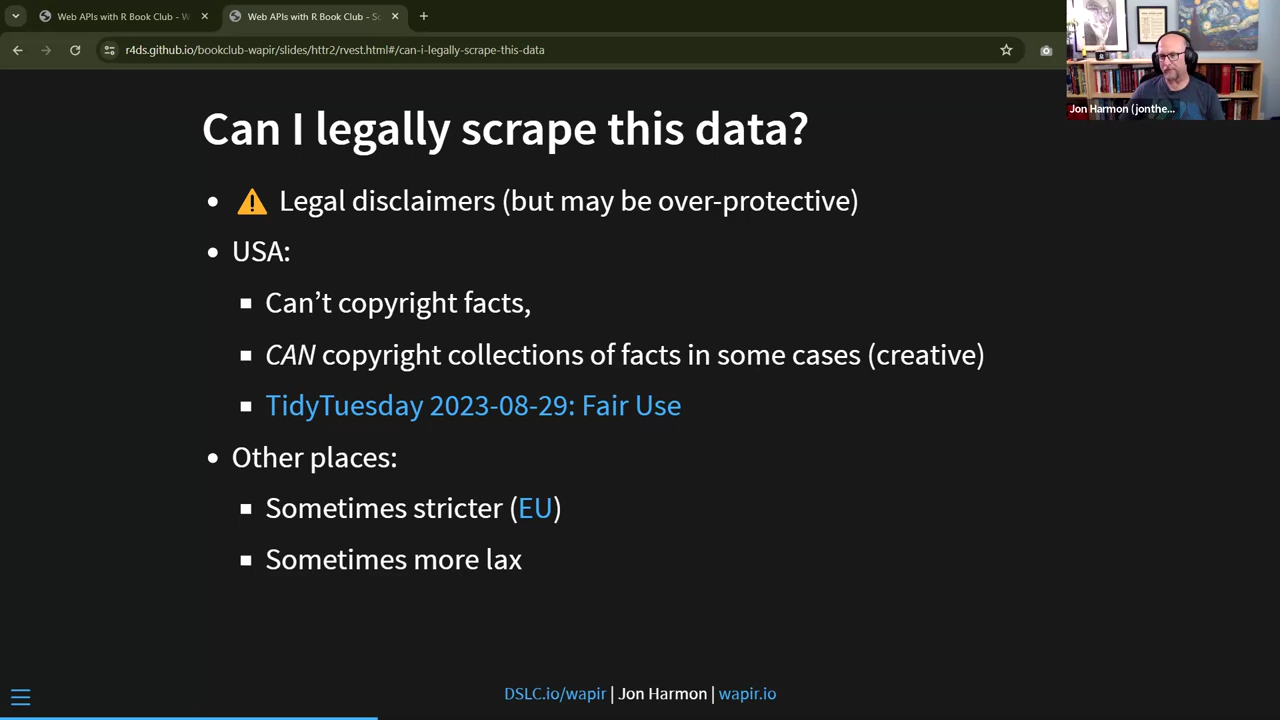 Web APIs with R Book Club - W
Web APIs with R Book Club - Sc
r4ds.github.io/bookclub-wapir/slides/httr2/rvest.html#/can-i-legally-scrape-this-data
Jon Harmon (jonthe...
Can I legally scrape this data?
Legal disclaimers (but may be over-protective)
USA:
Can’t copyright facts,
CAN copyright collections of facts in some cases (creative)
TidyTuesday 2023-08-29: Fair Use
Other places:
Sometimes stricter (EU)
Sometimes more lax
DSLC.io/wapir | Jon Harmon | wapir.io